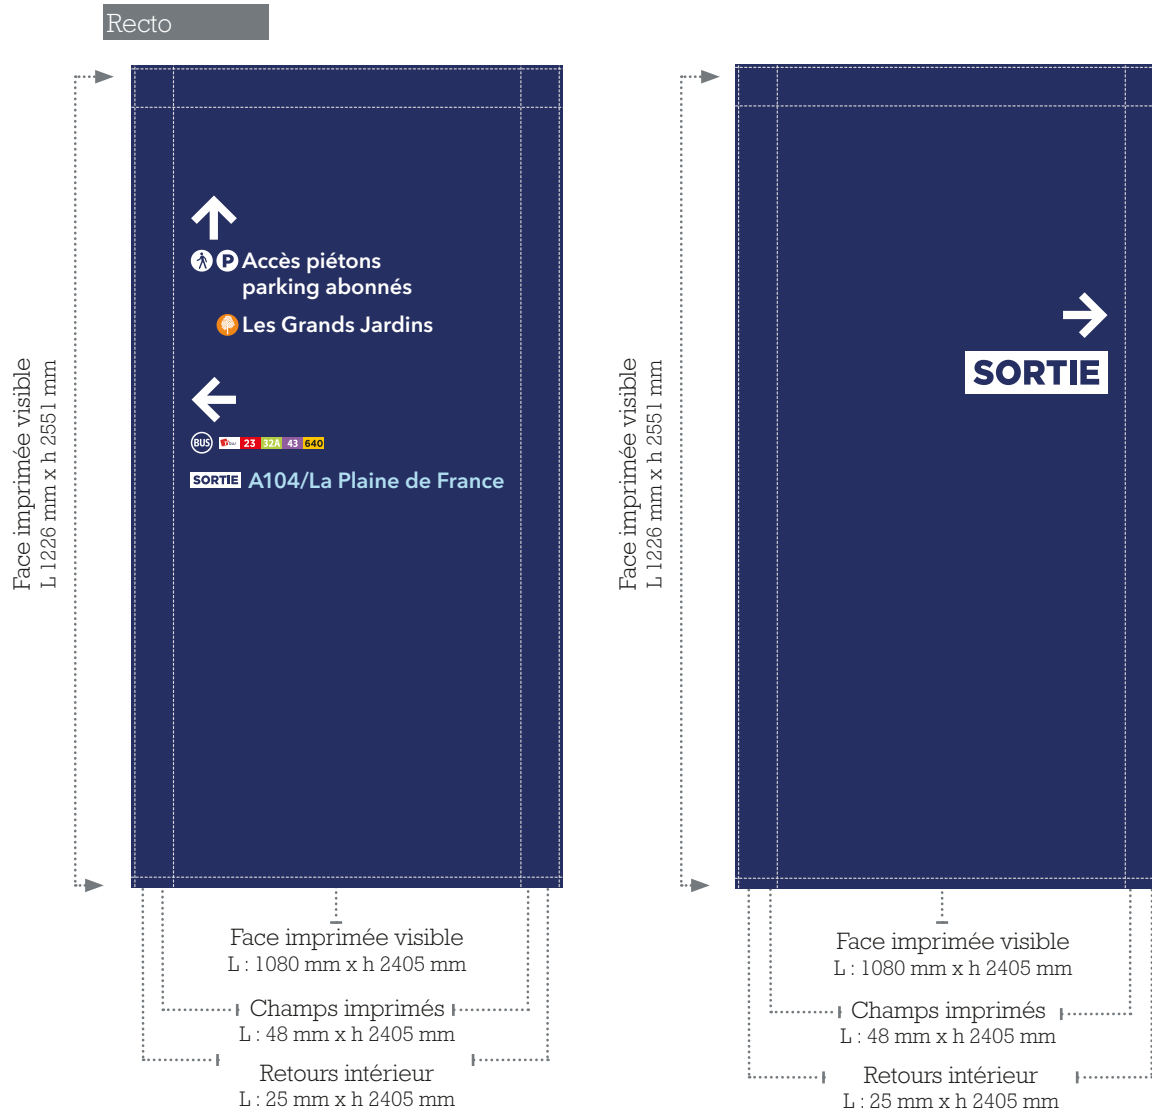 Recto
Accès piétons
parking abonnés
P
Les Grands Jardins
BUS
23 32A 43 640
SORTIE A104/La Plaine de France
Face imprimée visible
L 1226 mm x h 2551 mm
Face imprimée visible
L : 1080 mm x h 2405 mm
Champs imprimés
L : 48 mm x h 2405 mm
Retours intérieur
L : 25 mm x h 2405 mm
SORTIE
Face imprimée visible
L 1226 mm x h 2551 mm
Face imprimée visible
L : 1080 mm x h 2405 mm
Champs imprimés
L : 48 mm x h 2405 mm
Retours intérieur
L : 25 mm x h 2405 mm